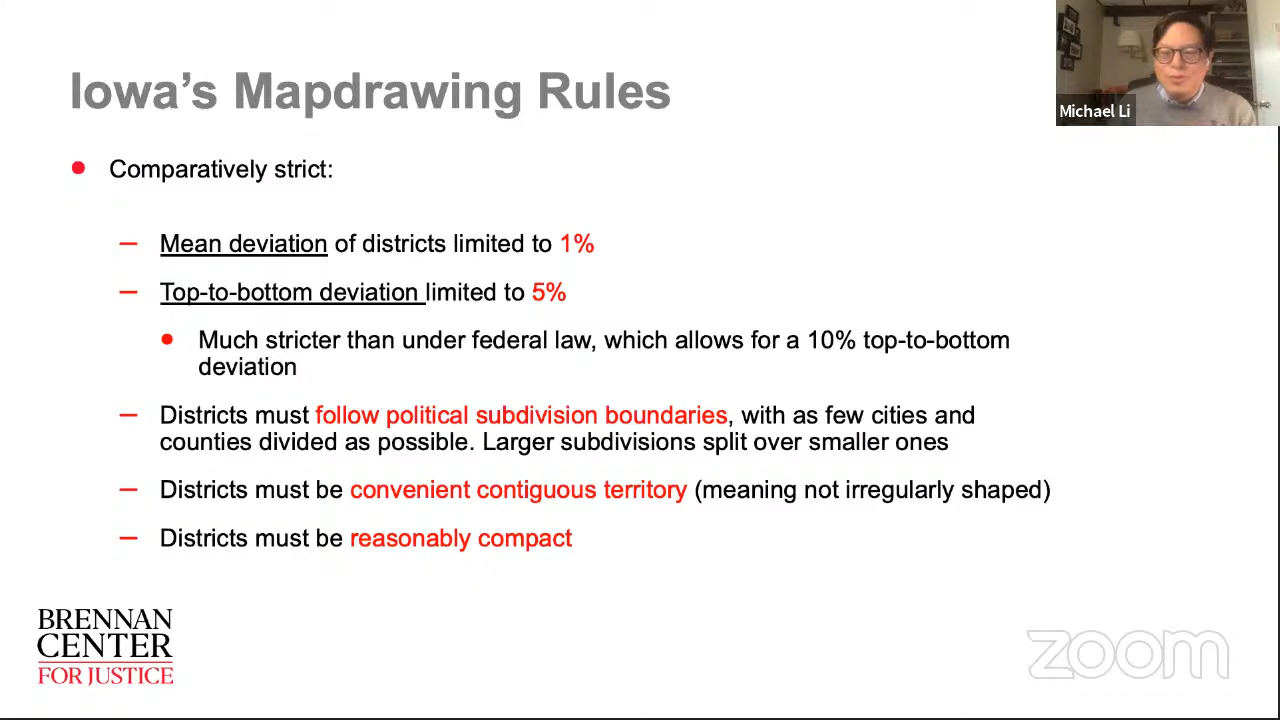 Iowa's Mapdrawing Rules
Michael Li
Comparatively strict:
Mean deviation of districts limited to 1%
Top-to-bottom deviation limited to 5%
Much stricter than under federal law, which allows for a 10% top-to-bottom
deviation
Districts must follow political subdivision boundaries, with as few cities and
counties divided as possible. Larger subdivisions split over smaller ones
Districts must be convenient contiguous territory (meaning not irregularly shaped)
Districts must be reasonably compact
BRENNAN
CENTER
FOR JUSTICE
zoom